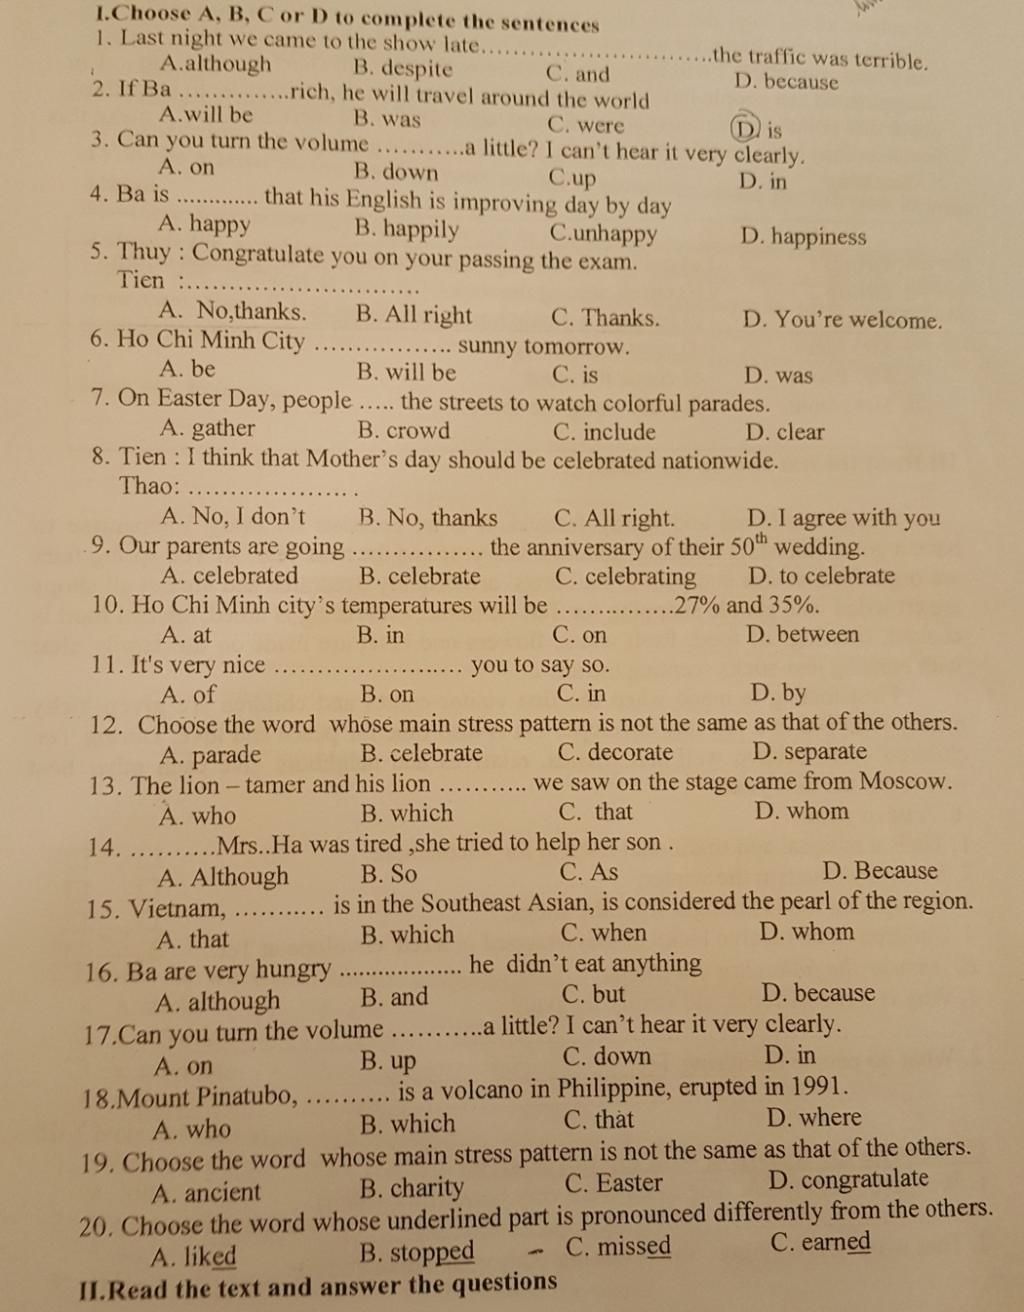 I.Choose A, B, C or D to complete the sentences
1. Last night we came to the show late..............................the traffic was terrible.
A.although B. despite C. and D. because
2. If Ba ..............rich, he will travel around the world
A.will be B. was C. were D. is
3. Can you turn the volume ...........a little? I can't hear it very clearly.
A. on B. down C.up D. in
4. Ba is ............. that his English is improving day by day
A. happy B. happily C.unhappy D. happiness
5. Thuy : Congratulate you on your passing the exam.
Tien :............................
A. No,thanks. B. All right C. Thanks. D. You're welcome.
6. Ho Chi Minh City ................. sunny tomorrow.
A. be B. will be C. is D. was
7. On Easter Day, people ..... the streets to watch colorful parades.
A. gather B. crowd C. include D. clear
8. Tien : I think that Mother's day should be celebrated nationwide.
Thao: ................... .
A. No, I don't B. No, thanks C. All right. D. I agree with you
9. Our parents are going ................ the anniversary of their 50th wedding.
A. celebrated B. celebrate C. celebrating D. to celebrate
10. Ho Chi Minh city's temperatures will be ..............27% and 35%.
A. at B. in C. on D. between
11. It's very nice ....................... you to say so.
A. of B. on C. in D. by
12. Choose the word whose main stress pattern is not the same as that of the others.
A. parade B. celebrate C. decorate D. separate
13. The lion – tamer and his lion ........... we saw on the stage came from Moscow.
A. who B. which C. that D. whom
14. ..........Mrs..Ha was tired ,she tried to help her son .
A. Although B. So C. As D. Because
15. Vietnam, ........... is in the Southeast Asian, is considered the pearl of the region.
A. that B. which C. when D. whom
16. Ba are very hungry ................... he didn't eat anything
A. although B. and C. but D. because
17.Can you turn the volume ...........a little? I can't hear it very clearly.
A. on B. up C. down D. in
18.Mount Pinatubo, .......... is a volcano in Philippine, erupted in 1991.
A. who B. which C. that D. where
19. Choose the word whose main stress pattern is not the same as that of the others.
A. ancient B. charity C. Easter D. congratulate
20. Choose the word whose underlined part is pronounced differently from the others.
A. liked B. stopped C. missed C. earned
II.Read the text and answer the questions